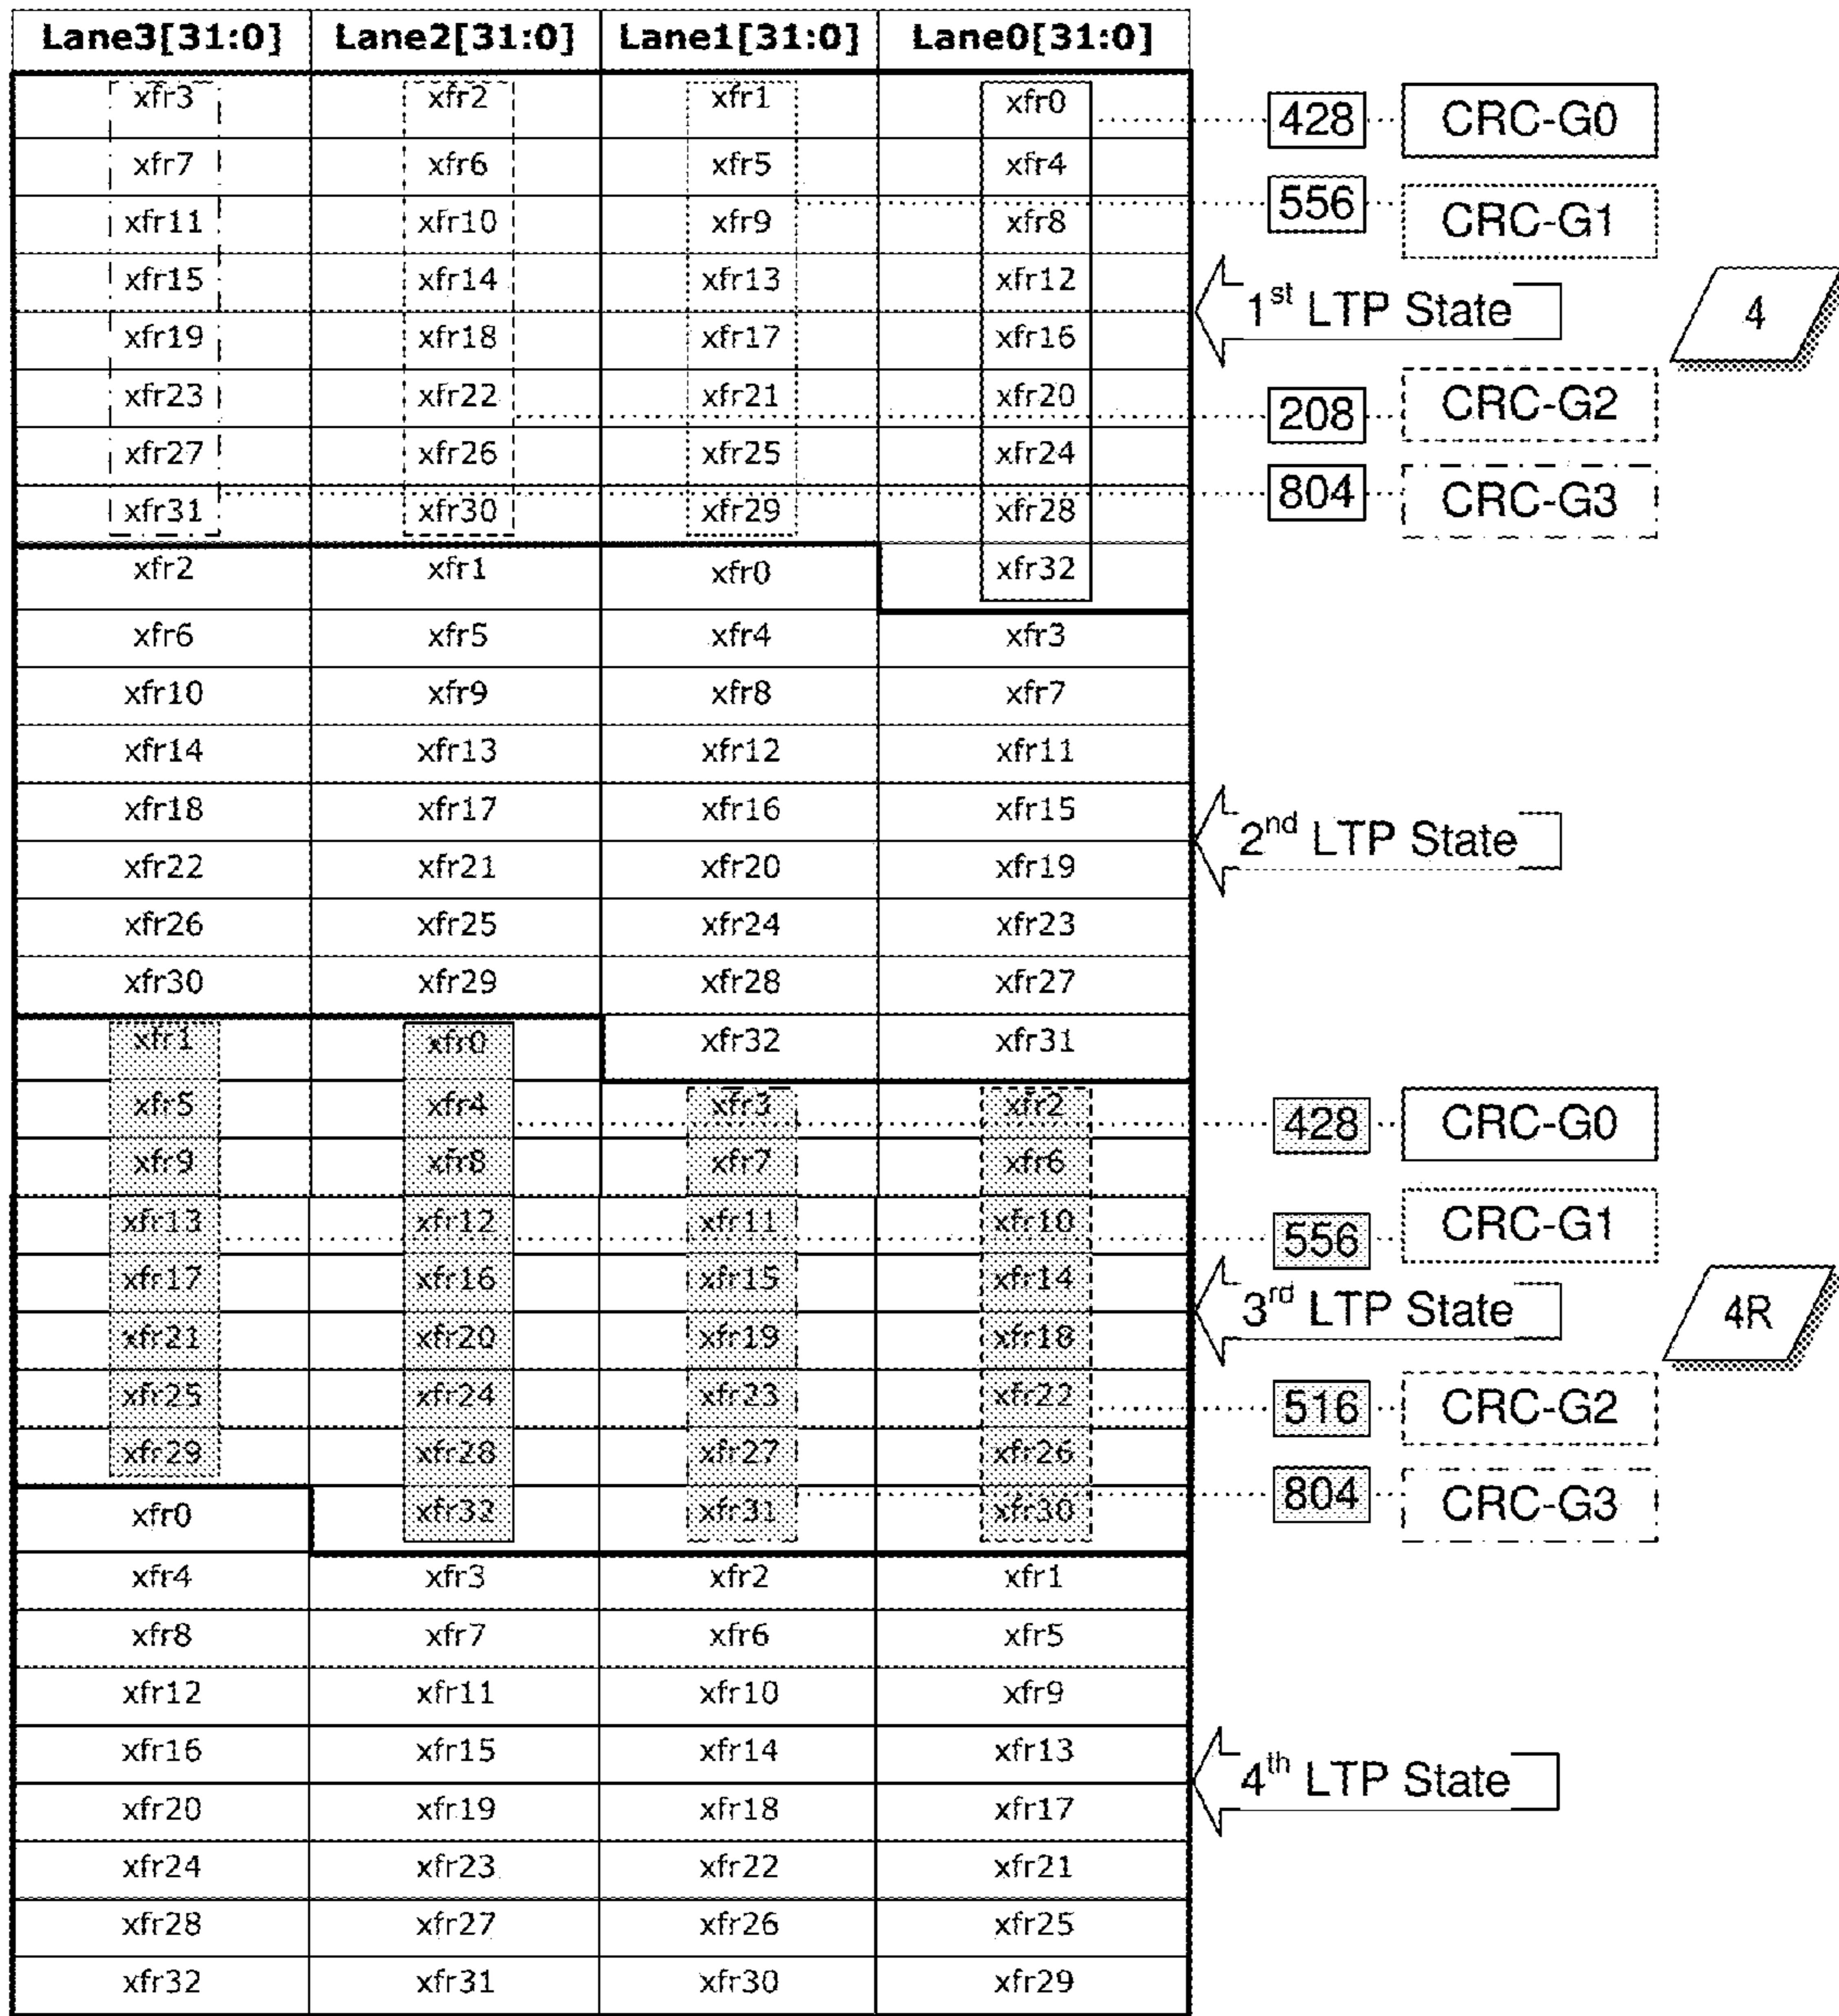 Lane3[31:0] Lane2[31:0] Lane1[31:0] Lane0[31:0]
xfr3 xfr2 xfr1 xfr0 428 CRC-G0
xfr7 xfr6 xfr5 xfr4
xfr11 xfr10 xfr9 xfr8 556 CRC-G1
xfr15 xfr14 xfr13 xfr12
1st LTP State 4
xfr19 xfr18 xfr17 xfr16
xfr23 xfr22 xfr21 xfr20 208 CRC-G2
xfr27 xfr26 xfr25 xfr24
xfr31 xfr30 xfr29 xfr28 804 CRC-G3
xfr2 xfr1 xfr0 xfr32
xfr6 xfr5 xfr4 xfr3
xfr10 xfr9 xfr8 xfr7
xfr14 xfr13 xfr12 xfr11
xfr18 xfr17 xfr16 xfr15
2nd LTP State
xfr22 xfr21 xfr20 xfr19
xfr26 xfr25 xfr24 xfr23
xfr30 xfr29 xfr28 xfr27
xfr1 xfr0 xfr32 xfr31
xfr5 xfr4 xfr3 xfr2 428 CRC-G0
xfr9 xfr8 xfr7 xfr6
xfr13 xfr12 xfr11 xfr10 556 CRC-G1
xfr17 xfr16 xfr15 xfr14
3rd LTP State 4R
xfr21 xfr20 xfr19 xfr18
xfr25 xfr24 xfr23 xfr22 516 CRC-G2
xfr29 xfr28 xfr27 xfr26
xfr0 xfr32 xfr31 xfr30 804 CRC-G3
xfr4 xfr3 xfr2 xfr1
xfr8 xfr7 xfr6 xfr5
xfr12 xfr11 xfr10 xfr9
xfr16 xfr15 xfr14 xfr13
4th LTP State
xfr20 xfr19 xfr18 xfr17
xfr24 xfr23 xfr22 xfr21
xfr28 xfr27 xfr26 xfr25
xfr32 xfr31 xfr30 xfr29